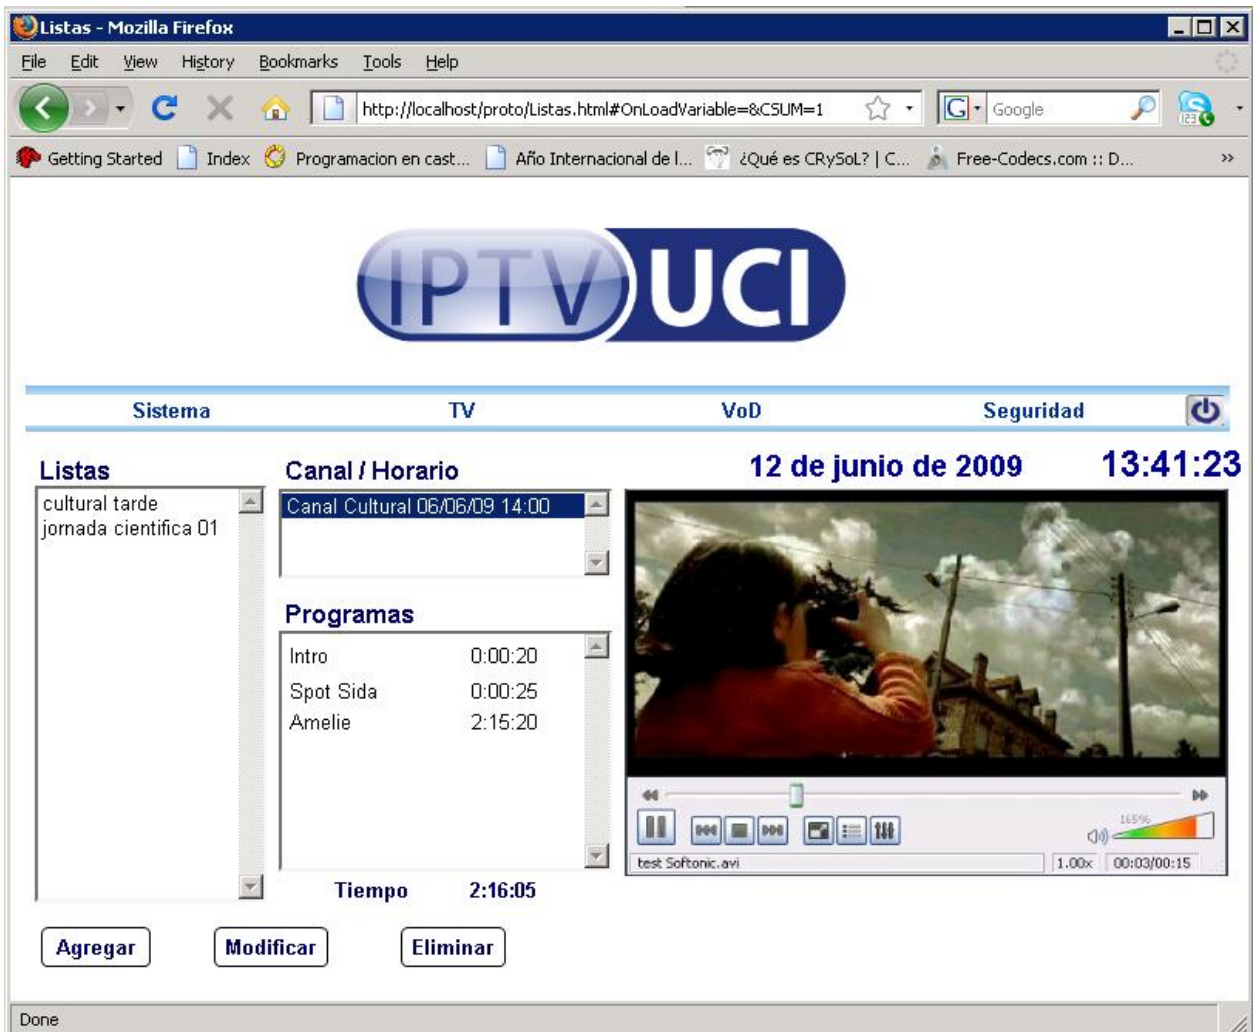 Listas - Mozilla Firefox
File Edit View History Bookmarks Tools Help
http://localhost/proto/Listas.html#OnLoadVariable=&CSUM=1 G Google 123
Getting Started Index Programacion en cast... Año Internacional de l... ¿Qué es CRySoL? | C... Free-Codecs.com :: D... »
IPTV UCI
Sistema TV VoD Seguridad
12 de junio de 2009 13:41:23
Listas
cultural tarde
jornada cientifica 01
Canal / Horario
Canal Cultural 06/06/09 14:00
Programas
Intro 0:00:20
Spot Sida 0:00:25
Amelie 2:15:20
Tiempo 2:16:05
165%
test Softonic.avi 1.00x 00:03/00:15
Agregar Modificar Eliminar
Done